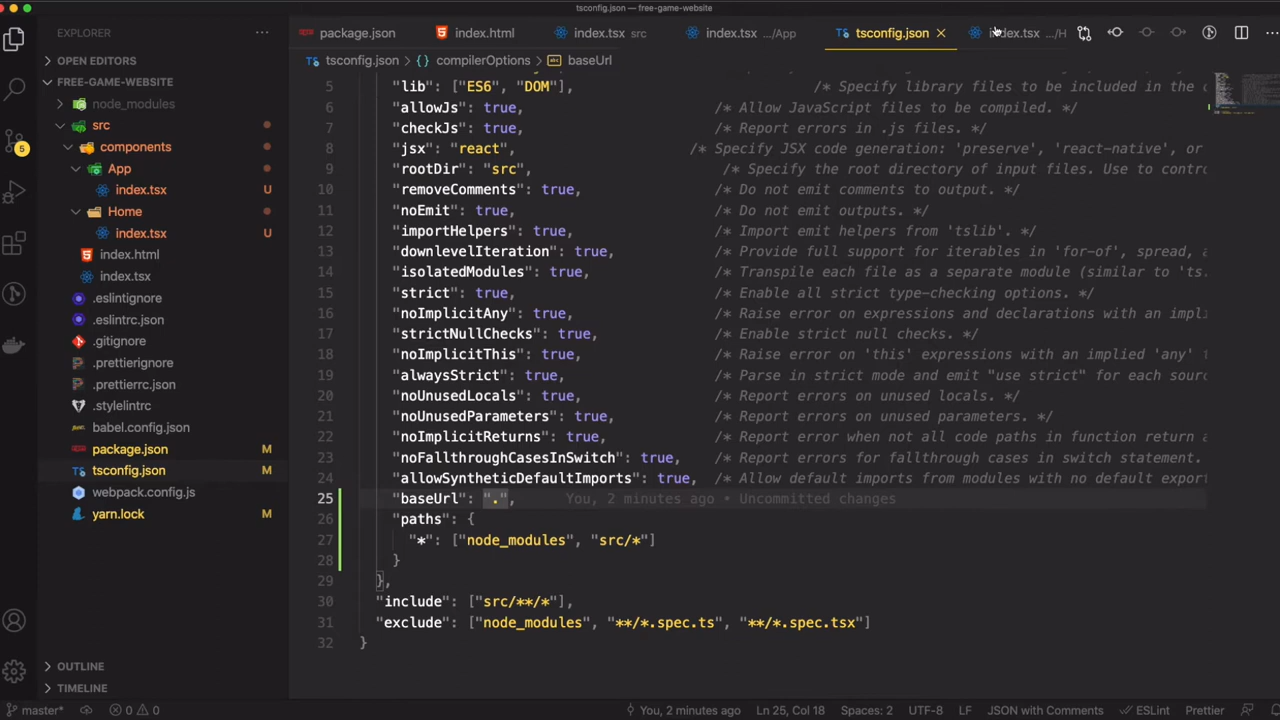 tsconfig.json — free-game-website
EXPLORER
package.json
index.html
index.tsx src
index.tsx .../App
tsconfig.json
index.tsx .../H
tsconfig.json > {} compilerOptions > abc baseUrl
OPEN EDITORS
FREE-GAME-WEBSITE
node_modules
src
components
App
index.tsx U
Home
index.tsx U
index.html
index.tsx
.eslintignore
.eslintrc.json
.gitignore
.prettierignore
.prettierrc.json
.stylelintrc
babel.config.json
package.json M
tsconfig.json M
webpack.config.js
yarn.lock M
OUTLINE
TIMELINE
5
5 "lib": ["ES6", "DOM"], /* Specify library files to be included in the c
6 "allowJs": true, /* Allow JavaScript files to be compiled. */
7 "checkJs": true, /* Report errors in .js files. */
8 "jsx": "react", /* Specify JSX code generation: 'preserve', 'react-native', or
9 "rootDir": "src", /* Specify the root directory of input files. Use to contr
10 "removeComments": true, /* Do not emit comments to output. */
11 "noEmit": true, /* Do not emit outputs. */
12 "importHelpers": true, /* Import emit helpers from 'tslib'. */
13 "downlevelIteration": true, /* Provide full support for iterables in 'for-of', spread, a
14 "isolatedModules": true, /* Transpile each file as a separate module (similar to 'ts.
15 "strict": true, /* Enable all strict type-checking options. */
16 "noImplicitAny": true, /* Raise error on expressions and declarations with an impli
17 "strictNullChecks": true, /* Enable strict null checks. */
18 "noImplicitThis": true, /* Raise error on 'this' expressions with an implied 'any' t
19 "alwaysStrict": true, /* Parse in strict mode and emit "use strict" for each sourc
20 "noUnusedLocals": true, /* Report errors on unused locals. */
21 "noUnusedParameters": true, /* Report errors on unused parameters. */
22 "noImplicitReturns": true, /* Report error when not all code paths in function return a
23 "noFallthroughCasesInSwitch": true, /* Report errors for fallthrough cases in switch statement.
24 "allowSyntheticDefaultImports": true, /* Allow default imports from modules with no default export
25 "baseUrl": ".", You, 2 minutes ago • Uncommitted changes
26 "paths": {
27 "*": ["node_modules", "src/*"]
28 }
29 },
30 "include": ["src/**/*"],
31 "exclude": ["node_modules", "**/*.spec.ts", "**/*.spec.tsx"]
32 }
master* 0 0 You, 2 minutes ago Ln 25, Col 18 Spaces: 2 UTF-8 LF JSON with Comments ESLint Prettier